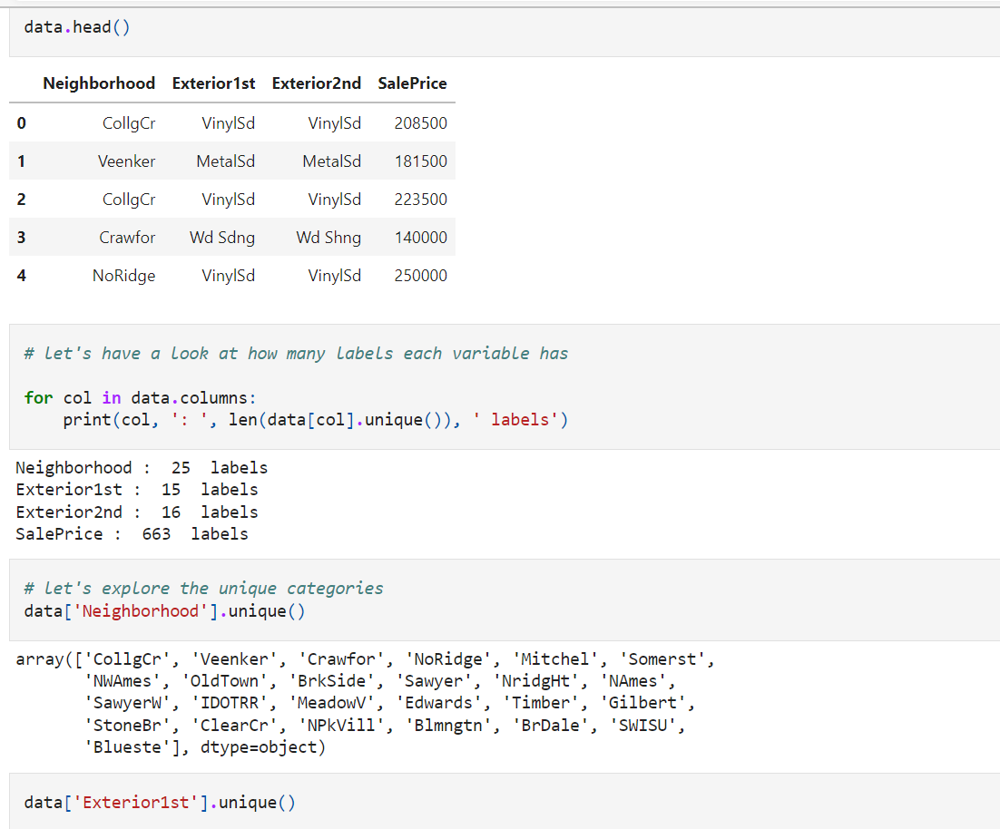 data.head()
Neighborhood Exterior1st Exterior2nd SalePrice
0 CollgCr VinylSd VinylSd 208500
1 Veenker MetalSd MetalSd 181500
2 CollgCr VinylSd VinylSd 223500
3 Crawfor Wd Sdng Wd Shng 140000
4 NoRidge VinylSd VinylSd 250000
# let's have a look at how many labels each variable has
for col in data.columns:
    print(col, ': ', len(data[col].unique()), ' labels')
Neighborhood :  25  labels
Exterior1st :  15  labels
Exterior2nd :  16  labels
SalePrice :  663  labels
# let's explore the unique categories
data['Neighborhood'].unique()
array(['CollgCr', 'Veenker', 'Crawfor', 'NoRidge', 'Mitchel', 'Somerst',
       'NWAmes', 'OldTown', 'BrkSide', 'Sawyer', 'NridgHt', 'NAmes',
       'SawyerW', 'IDOTRR', 'MeadowV', 'Edwards', 'Timber', 'Gilbert',
       'StoneBr', 'ClearCr', 'NPkVill', 'Blmngtn', 'BrDale', 'SWISU',
       'Blueste'], dtype=object)
data['Exterior1st'].unique()